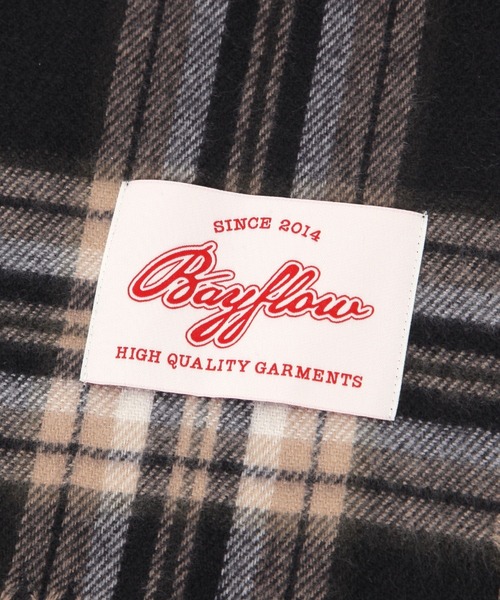 SINCE 2014
Bayflow
HIGH QUALITY GARMENTS